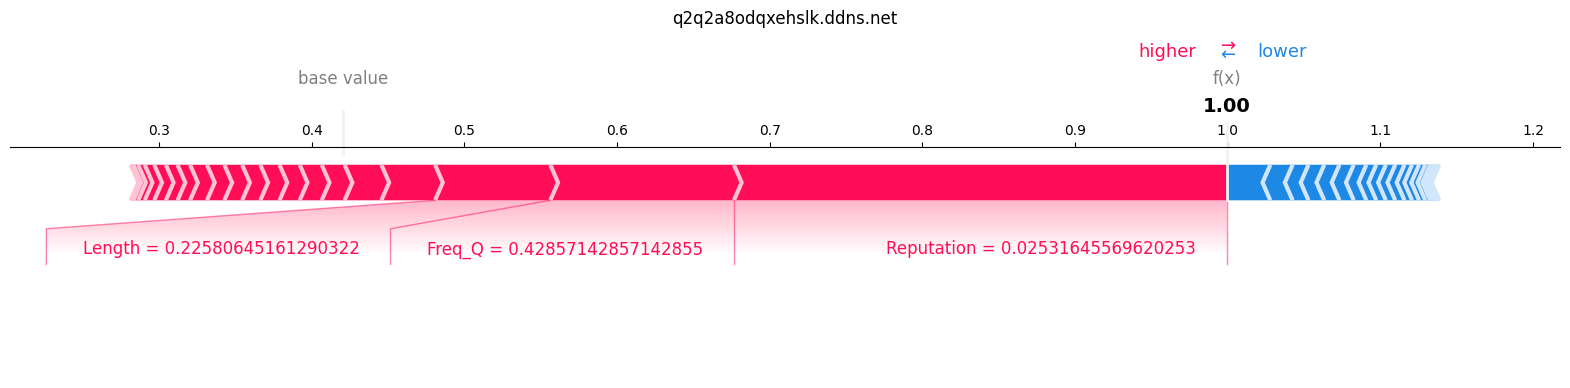 q2q2a8odqxehslk.ddns.net
higher ⇄ lower
base value f(x)
1.00
0.3 0.4 0.5 0.6 0.7 0.8 0.9 1.0 1.1 1.2
Length = 0.22580645161290322 Freq_Q = 0.42857142857142855 Reputation = 0.02531645569620253